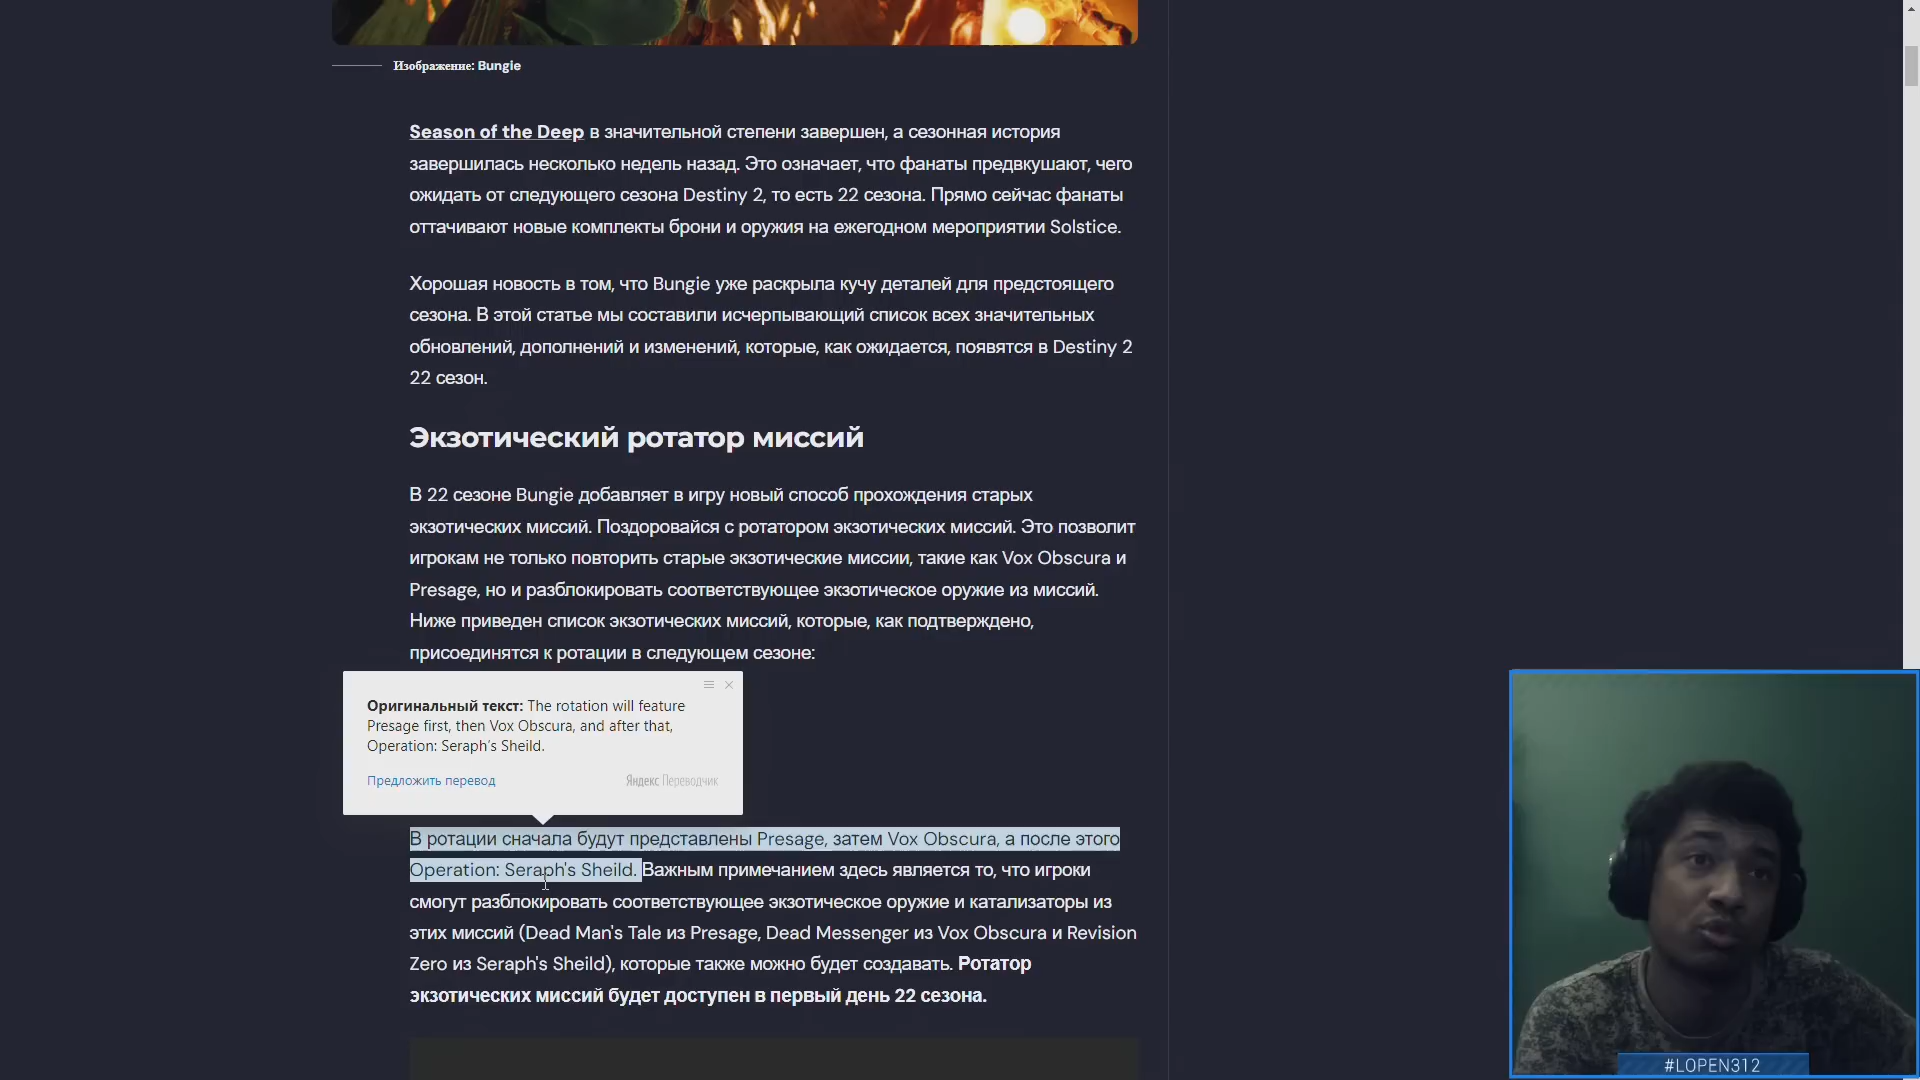 Изображение: Bungie
Season of the Deep в значительной степени завершен, а сезонная история
завершилась несколько недель назад. Это означает, что фанаты предвкушают, чего
ожидать от следующего сезона Destiny 2, то есть 22 сезона. Прямо сейчас фанаты
оттачивают новые комплекты брони и оружия на ежегодном мероприятии Solstice.
Хорошая новость в том, что Bungie уже раскрыла кучу деталей для предстоящего
сезона. В этой статье мы составили исчерпывающий список всех значительных
обновлений, дополнений и изменений, которые, как ожидается, появятся в Destiny 2
22 сезон.
Экзотический ротатор миссий
В 22 сезоне Bungie добавляет в игру новый способ прохождения старых
экзотических миссий. Поздоровайся с ротатором экзотических миссий. Это позволит
игрокам не только повторить старые экзотические миссии, такие как Vox Obscura и
Presage, но и разблокировать соответствующее экзотическое оружие из миссий.
Ниже приведен список экзотических миссий, которые, как подтверждено,
присоединятся к ротации в следующем сезоне:
Оригинальный текст: The rotation will feature
Presage first, then Vox Obscura, and after that,
Operation: Seraph's Sheild.
Предложить перевод
Яндекс Переводчик
В ротации сначала будут представлены Presage, затем Vox Obscura, а после этого
Operation: Seraph's Sheild. Важным примечанием здесь является то, что игроки
смогут разблокировать соответствующее экзотическое оружие и катализаторы из
этих миссий (Dead Man's Tale из Presage, Dead Messenger из Vox Obscura и Revision
Zero из Seraph's Sheild), которые также можно будет создавать. Ротатор
экзотических миссий будет доступен в первый день 22 сезона.
#LOPEN312